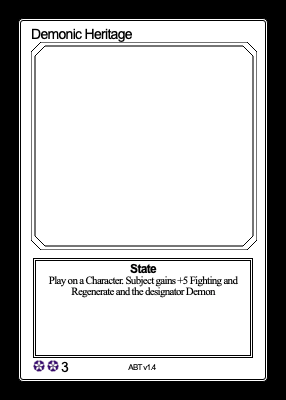 Demonic Heritage
State
Play on a Character. Subject gains +5 Fighting and
Regenerate and the designator Demon
3
ABT v1.4